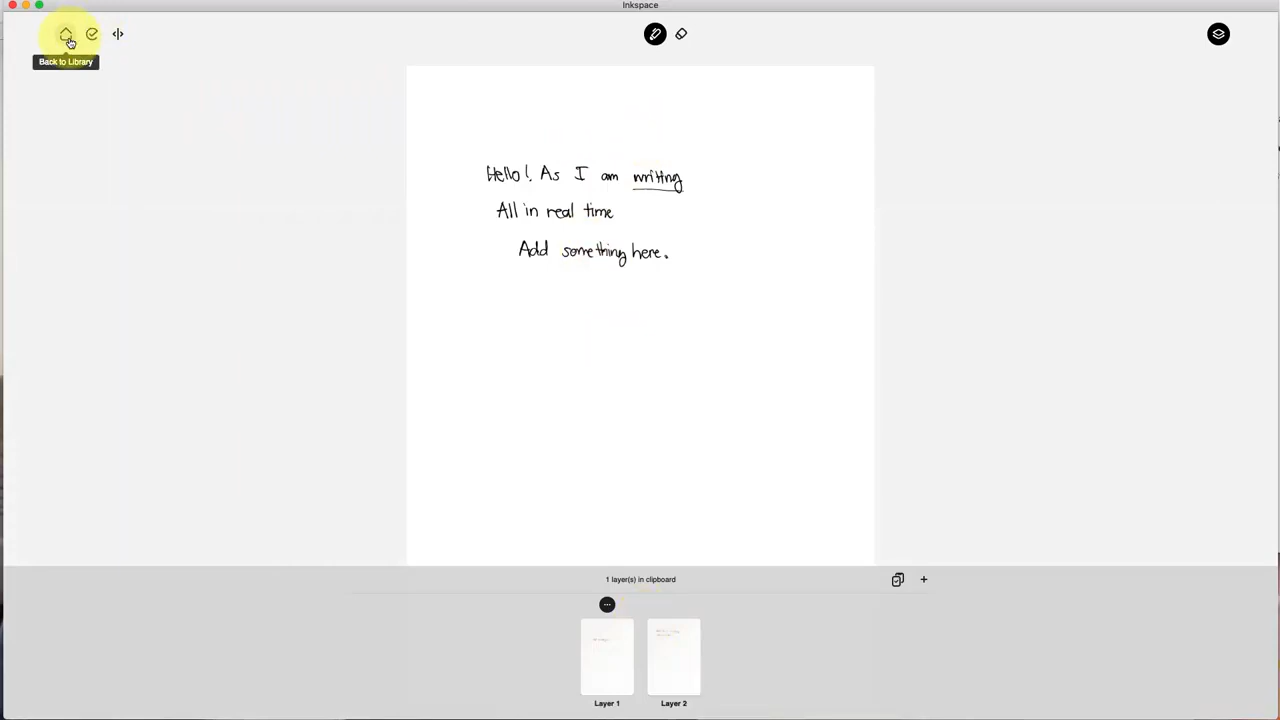 Inkspace
Back to Library
Hello! As I am writing
All in real time
Add something here.
1 layer(s) in clipboard
Layer 1
Layer 2